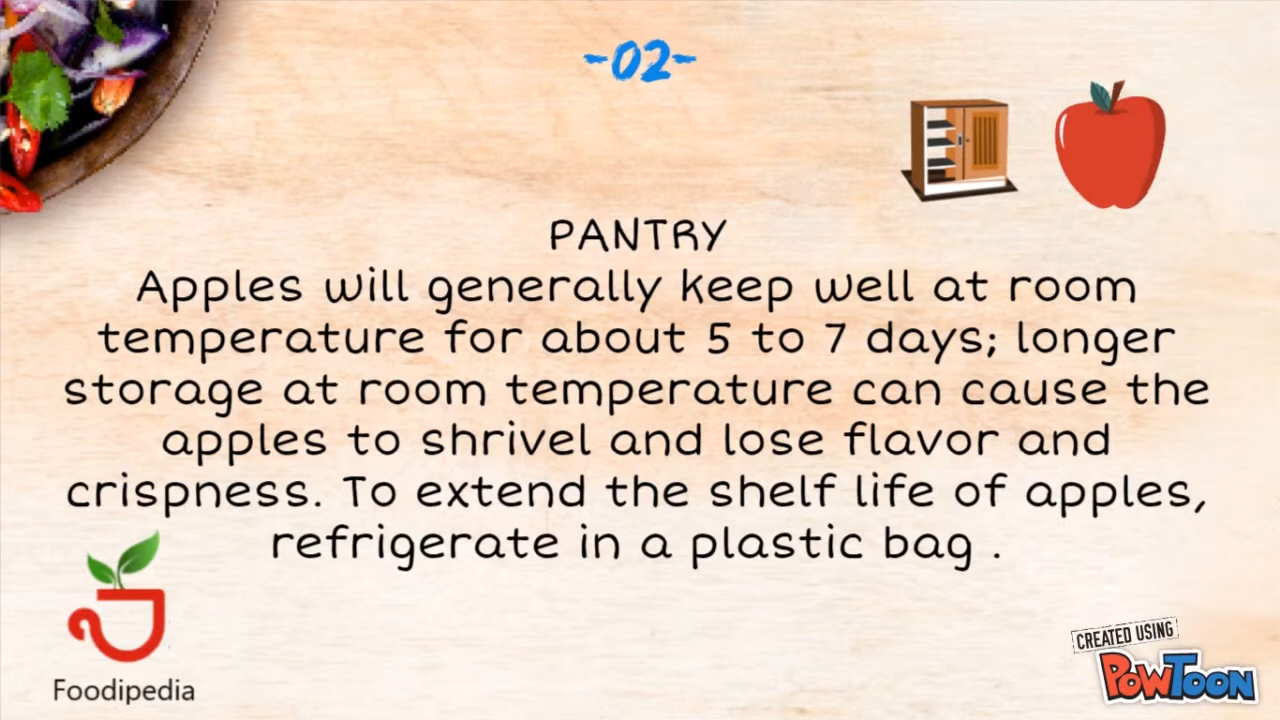 -02-
PANTRY
Apples will generally keep well at room
temperature for about 5 to 7 days; longer
storage at room temperature can cause the
apples to shrivel and lose flavor and
crispness. To extend the shelf life of apples,
refrigerate in a plastic bag .
Foodipedia
CREATED USING
POWTOON